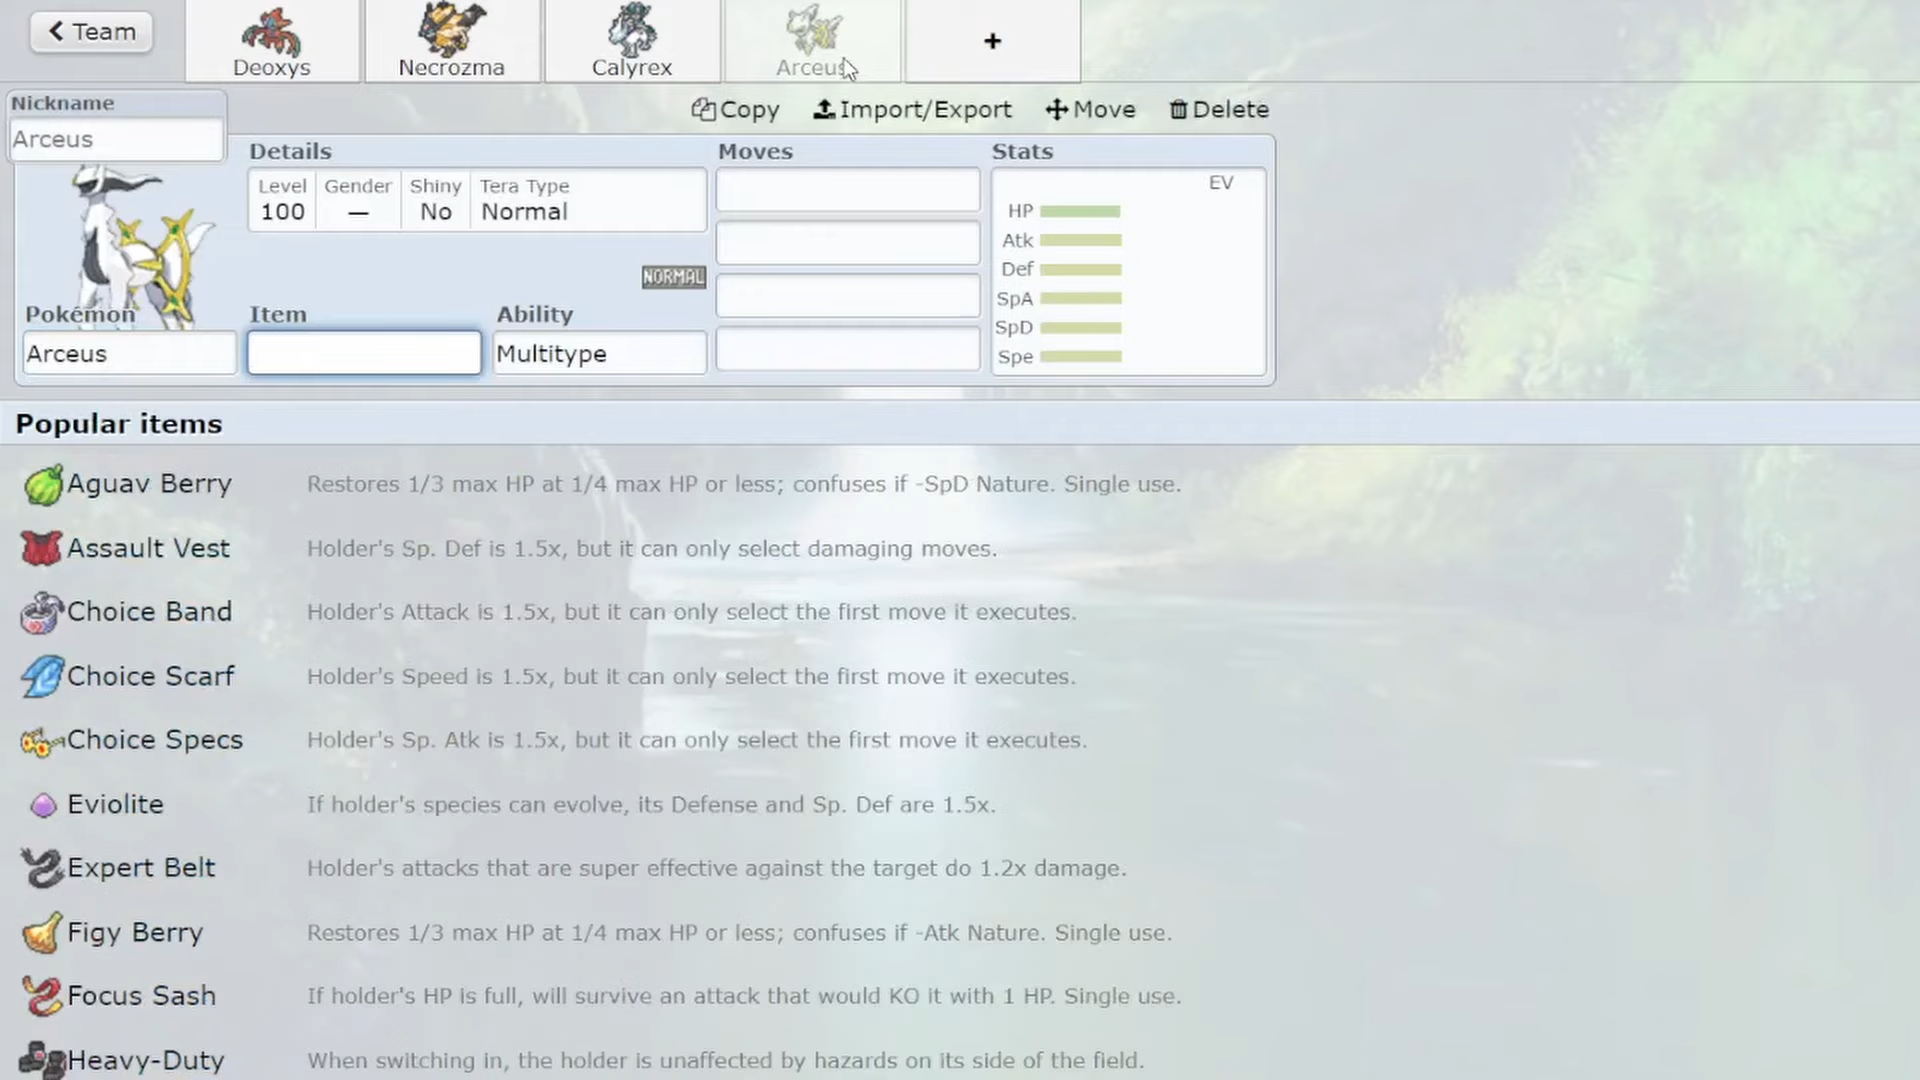 Team
Deoxys
Necrozma
Calyrex
Arceus
+
Copy
Import/Export
Move
Delete
Nickname
Arceus
Details
Moves
Stats
Level
Gender
Shiny
Tera Type
100
—
No
Normal
EV
HP
Atk
Def
SpA
SpD
Spe
NORMAL
Pokémon
Item
Ability
Arceus
Multitype
Popular items
Aguav Berry Restores 1/3 max HP at 1/4 max HP or less; confuses if -SpD Nature. Single use.
Assault Vest Holder's Sp. Def is 1.5x, but it can only select damaging moves.
Choice Band Holder's Attack is 1.5x, but it can only select the first move it executes.
Choice Scarf Holder's Speed is 1.5x, but it can only select the first move it executes.
Choice Specs Holder's Sp. Atk is 1.5x, but it can only select the first move it executes.
Eviolite If holder's species can evolve, its Defense and Sp. Def are 1.5x.
Expert Belt Holder's attacks that are super effective against the target do 1.2x damage.
Figy Berry Restores 1/3 max HP at 1/4 max HP or less; confuses if -Atk Nature. Single use.
Focus Sash If holder's HP is full, will survive an attack that would KO it with 1 HP. Single use.
Heavy-Duty When switching in, the holder is unaffected by hazards on its side of the field.